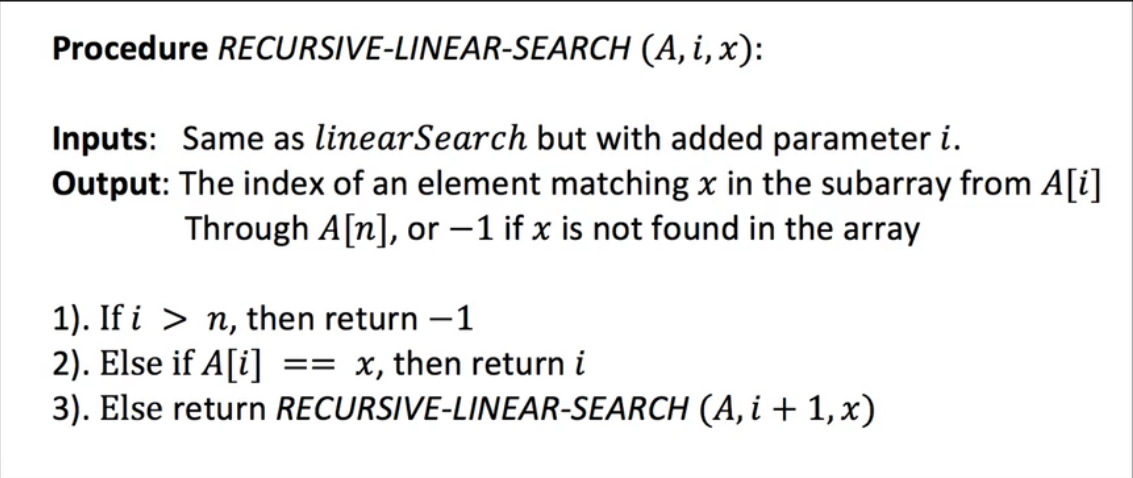 Procedure RECURSIVE-LINEAR-SEARCH (A, i, x):
Inputs: Same as linearSearch but with added parameter i.
Output: The index of an element matching x in the subarray from A[i]
Through A[n], or −1 if x is not found in the array
1). If i > n, then return −1
2). Else if A[i] == x, then return i
3). Else return RECURSIVE-LINEAR-SEARCH (A, i + 1, x)